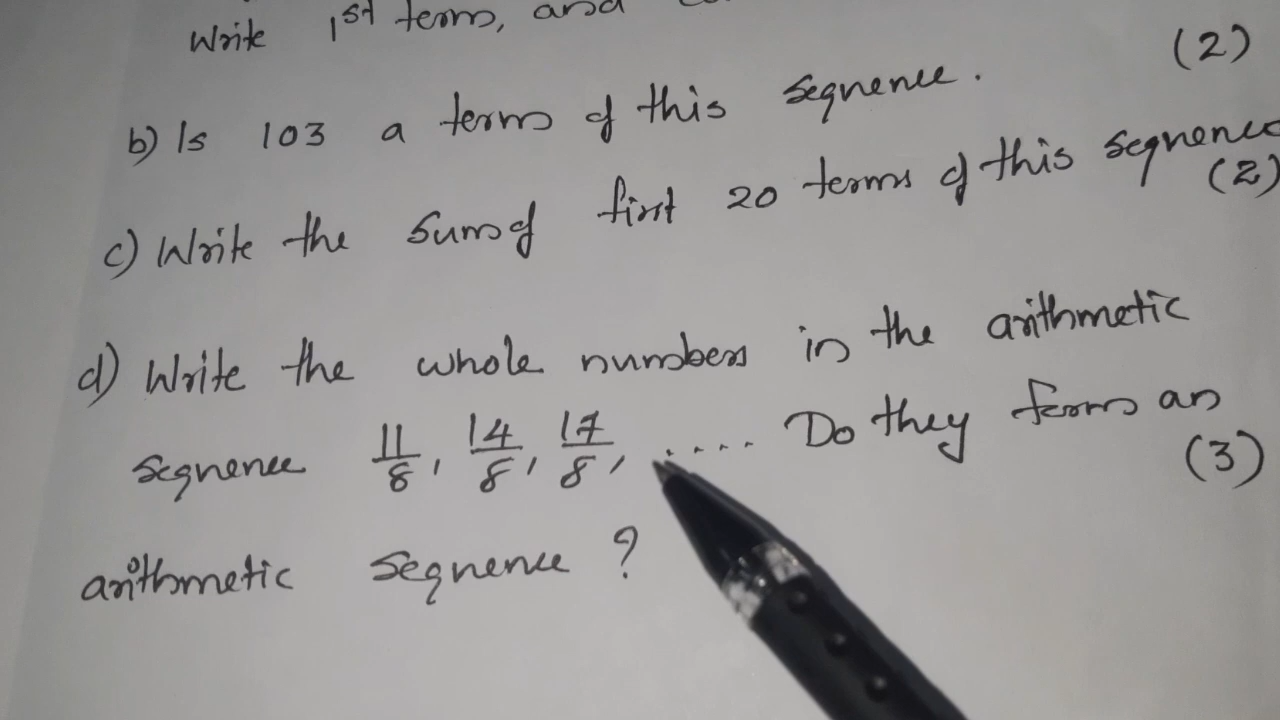 Write 1st term, and
(2)
b) Is 103 a term of this sequence.
c) Write the sum of first 20 terms of this sequence
(2)
d) Write the whole numbers in the arithmetic
sequence 11/8, 14/8, 17/8, ..... Do they form an
(3)
arithmetic sequence ?